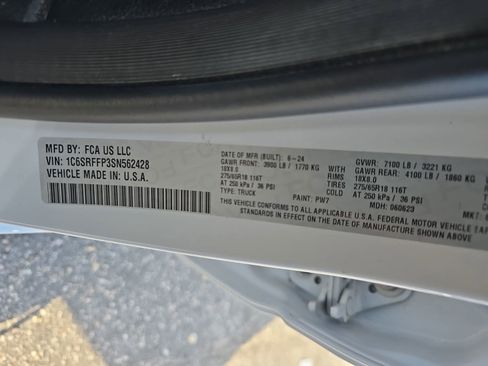 MFD BY: FCA US LLC
VIN: 1C6SRFFP3SN562428
VEHICLE MADE IN U.S.A.
DATE OF MFR (BUILT): 6-24
GAWR FRONT: 3900 LB / 1770 KG
18X8.0
275/65R18 116T
AT 250 kPa / 36 PSI
TYPE: TRUCK
WITH
RIMS
TIRES
COLD
PAINT: PW7
GVWR: 7100 LB / 3221 KG
GAWR REAR: 4100 LB / 1860 KG
18X8.0
275/65R18 116T
AT 250 kPa / 36 PSI
MDH: 060623
MKT:
THIS VEHICLE CONFORMS TO ALL APPLICABLE U.S.A. FEDERAL MOTOR VEHICLE
STANDARDS IN EFFECT ON THE DATE OF MANUFACTURE SHOWN ABOVE